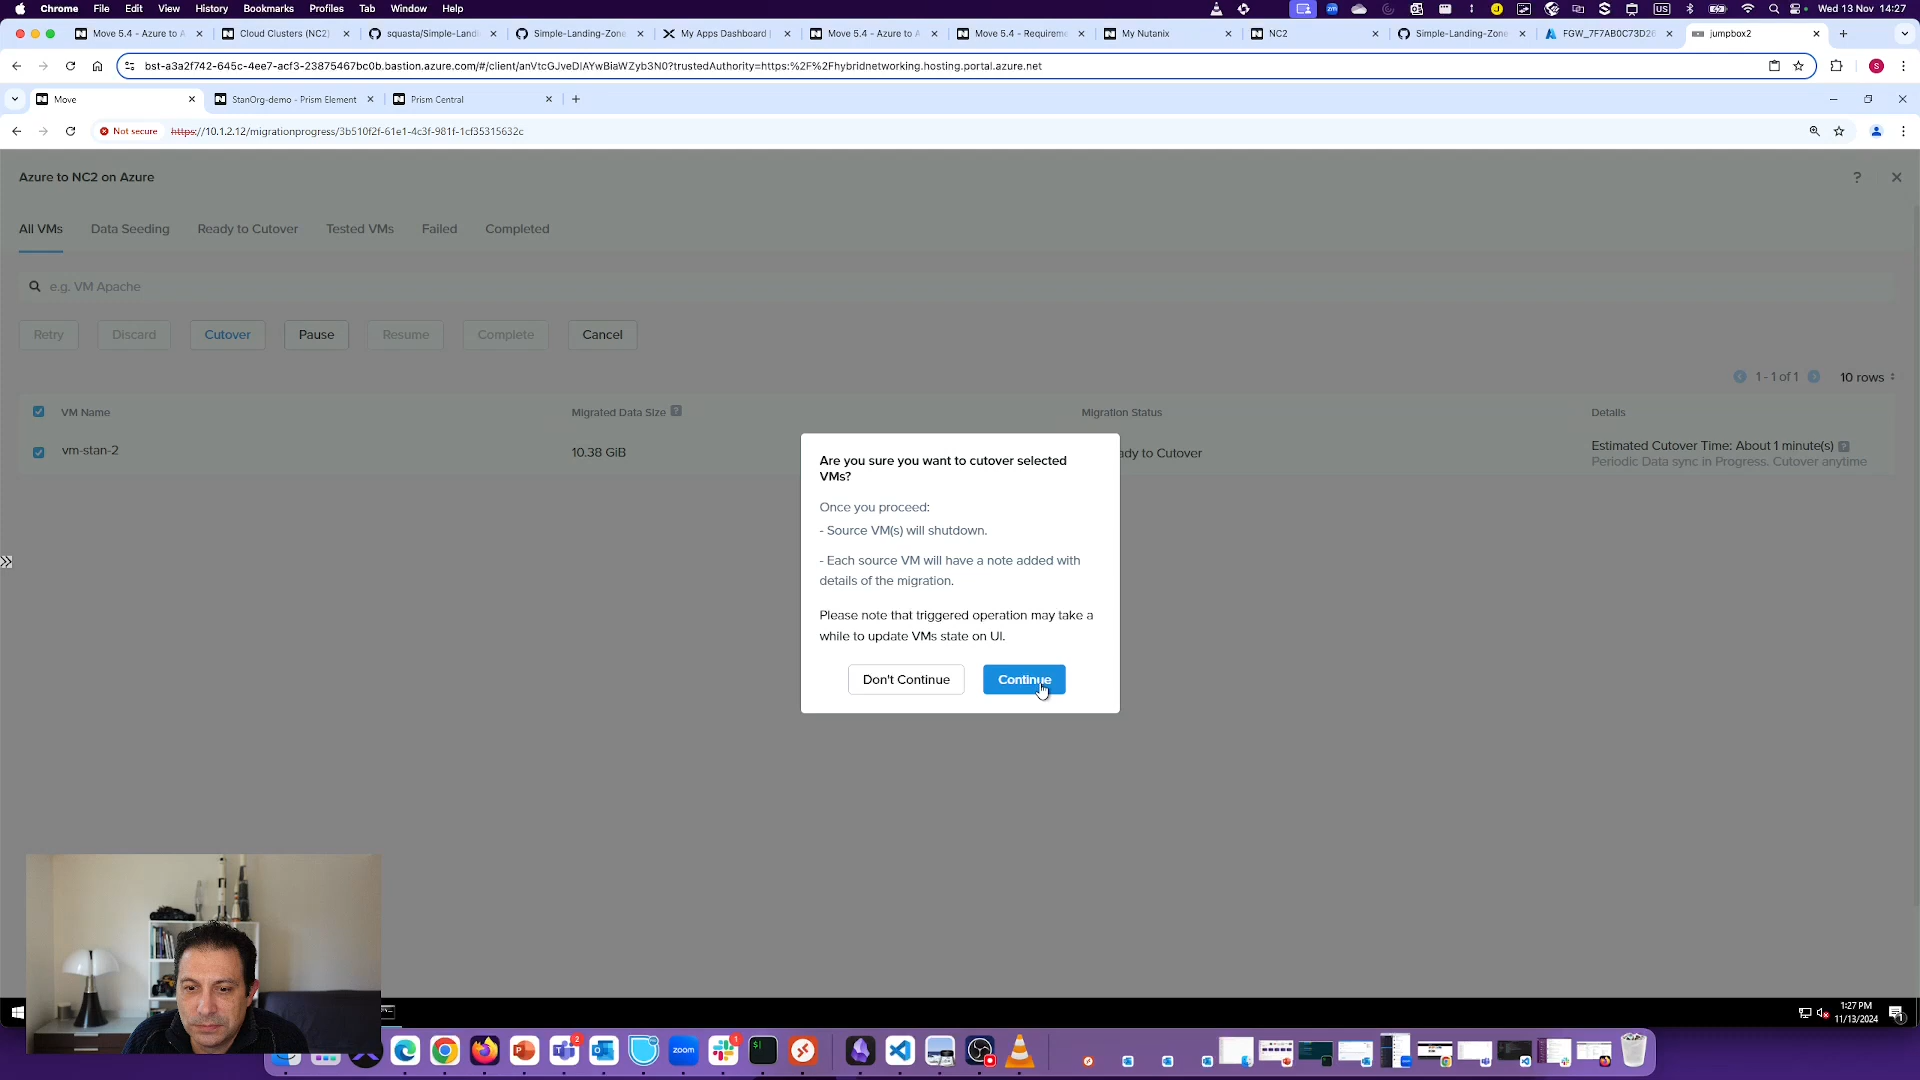 Chrome File Edit View History Bookmarks Profiles Tab Window Help
US Wed 13 Nov 14:27
Move 5.4 - Azure to A
Cloud Clusters (NC2)
squasta/Simple-Landi
Simple-Landing-Zone
My Apps Dashboard |
Move 5.4 - Azure to A
Move 5.4 - Requireme
My Nutanix
NC2
Simple-Landing-Zone
FGW_7F7AB0C73D26
jumpbox2
bst-a3a2f742-645c-4ee7-acf3-23875467bc0b.bastion.azure.com/#/client/anVtcGJveDIAYwBiaWZyb3N0?trustedAuthority=https:%2F%2Fhybridnetworking.hosting.portal.azure.net
Move
StanOrg-demo - Prism Element
Prism Central
Not secure https://10.1.2.12/migrationprogress/3b510f2f-61e1-4c3f-981f-1cf35315632c
Azure to NC2 on Azure
All VMs Data Seeding Ready to Cutover Tested VMs Failed Completed
e.g. VM Apache
Retry Discard Cutover Pause Resume Complete Cancel
1 - 1 of 1 10 rows
VM Name Migrated Data Size Migration Status Details
vm-stan-2 10.38 GiB ady to Cutover Estimated Cutover Time: About 1 minute(s)
Periodic Data sync in Progress. Cutover anytime
Are you sure you want to cutover selected
VMs?
Once you proceed:
- Source VM(s) will shutdown.
- Each source VM will have a note added with
details of the migration.
Please note that triggered operation may take a
while to update VMs state on UI.
Don't Continue Continue
1:27 PM
11/13/2024
zoom